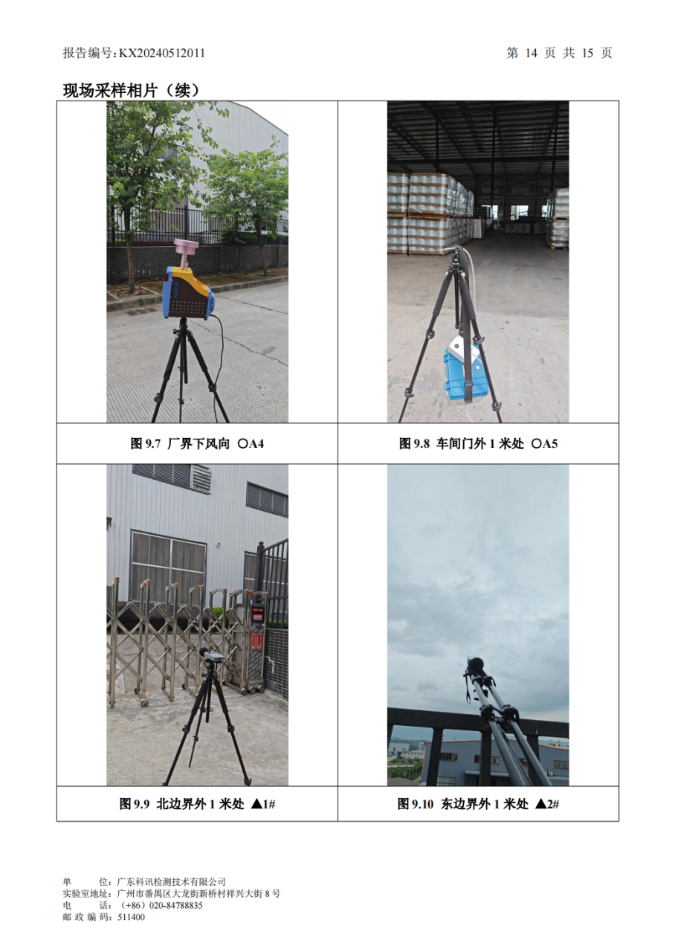 报告编号：KX20240512011
第 14 页 共 15 页
现场采样相片（续）
图 9.7 厂界下风向 ○A4
图 9.8 车间门外 1 米处 ○A5
图 9.9 北边界外 1 米处 ▲1#
图 9.10 东边界外 1 米处 ▲2#
单 位：广东科讯检测技术有限公司
实验室地址：广州市番禺区大龙街新桥村祥兴大街 8 号
电 话：（+86）020-84788835
邮 政 编 码：511400